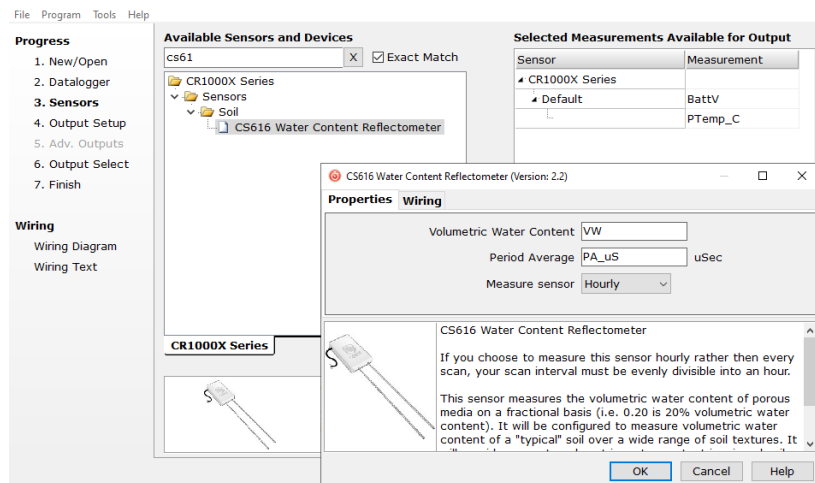 File Program Tools Help
Progress
1. New/Open
2. Datalogger
3. Sensors
4. Output Setup
5. Adv. Outputs
6. Output Select
7. Finish
Wiring
Wiring Diagram
Wiring Text
Available Sensors and Devices
cs61 X Exact Match
CR1000X Series
Sensors
Soil
CS616 Water Content Reflectometer
CR1000X Series
Selected Measurements Available for Output
Sensor Measurement
CR1000X Series
Default BattV
PTemp_C
CS616 Water Content Reflectometer (Version: 2.2)
Properties Wiring
Volumetric Water Content VW
Period Average PA_uS uSec
Measure sensor Hourly
CS616 Water Content Reflectometer
If you choose to measure this sensor hourly rather then every
scan, your scan interval must be evenly divisible into an hour.
This sensor measures the volumetric water content of porous
media on a fractional basis (i.e. 0.20 is 20% volumetric water
content). It will be configured to measure volumetric water
content of a "typical" soil over a wide range of soil textures. It
OK Cancel Help